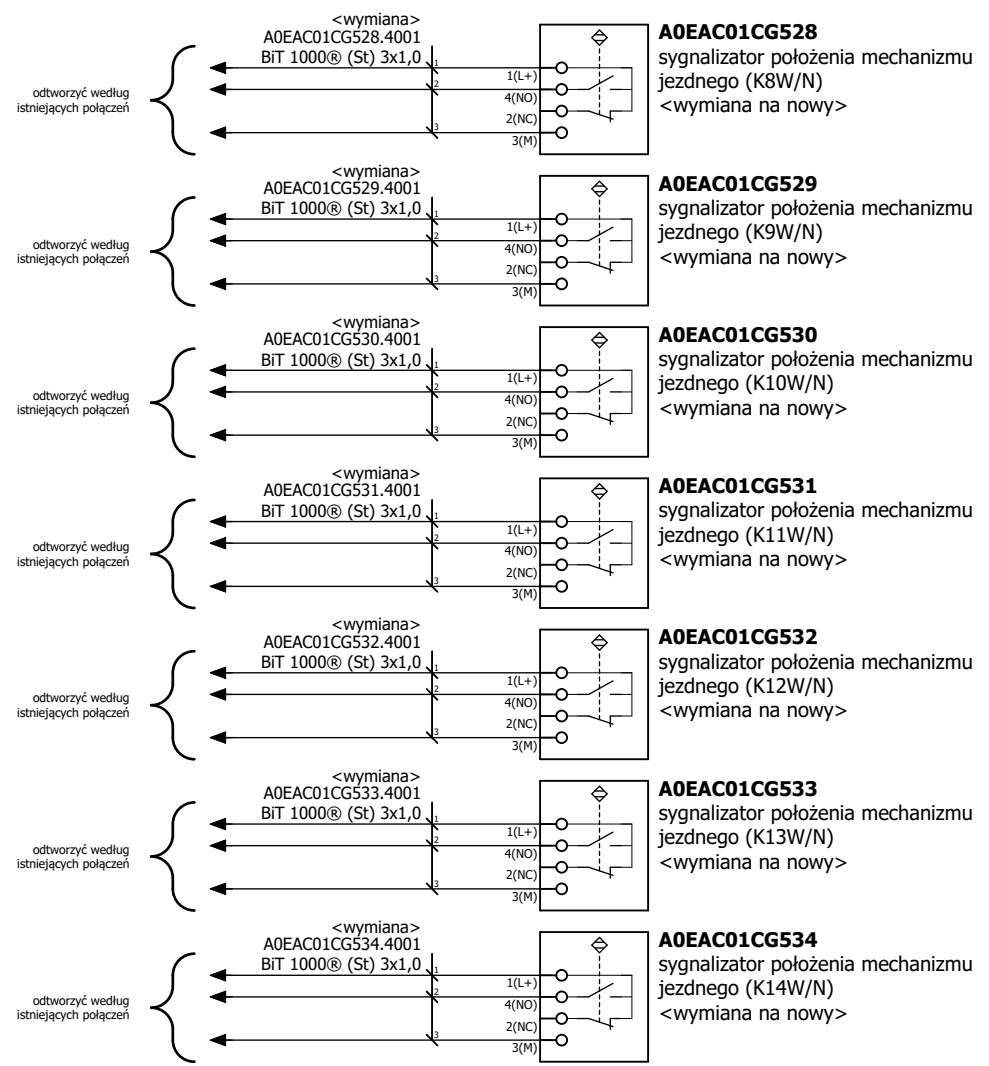 <wymiana>
A0EAC01CG528.4001
BiT 1000® (St) 3x1,0
odtworzyć według
istniejących połączeń
1
2
3
1(L+)
4(NO)
2(NC)
3(M)
A0EAC01CG528
sygnalizator położenia mechanizmu
jezdnego (K8W/N)
<wymiana na nowy>
<wymiana>
A0EAC01CG529.4001
BiT 1000® (St) 3x1,0
odtworzyć według
istniejących połączeń
1
2
3
1(L+)
4(NO)
2(NC)
3(M)
A0EAC01CG529
sygnalizator położenia mechanizmu
jezdnego (K9W/N)
<wymiana na nowy>
<wymiana>
A0EAC01CG530.4001
BiT 1000® (St) 3x1,0
odtworzyć według
istniejących połączeń
1
2
3
1(L+)
4(NO)
2(NC)
3(M)
A0EAC01CG530
sygnalizator położenia mechanizmu
jezdnego (K10W/N)
<wymiana na nowy>
<wymiana>
A0EAC01CG531.4001
BiT 1000® (St) 3x1,0
odtworzyć według
istniejących połączeń
1
2
3
1(L+)
4(NO)
2(NC)
3(M)
A0EAC01CG531
sygnalizator położenia mechanizmu
jezdnego (K11W/N)
<wymiana na nowy>
<wymiana>
A0EAC01CG532.4001
BiT 1000® (St) 3x1,0
odtworzyć według
istniejących połączeń
1
2
3
1(L+)
4(NO)
2(NC)
3(M)
A0EAC01CG532
sygnalizator położenia mechanizmu
jezdnego (K12W/N)
<wymiana na nowy>
<wymiana>
A0EAC01CG533.4001
BiT 1000® (St) 3x1,0
odtworzyć według
istniejących połączeń
1
2
3
1(L+)
4(NO)
2(NC)
3(M)
A0EAC01CG533
sygnalizator położenia mechanizmu
jezdnego (K13W/N)
<wymiana na nowy>
<wymiana>
A0EAC01CG534.4001
BiT 1000® (St) 3x1,0
odtworzyć według
istniejących połączeń
1
2
3
1(L+)
4(NO)
2(NC)
3(M)
A0EAC01CG534
sygnalizator położenia mechanizmu
jezdnego (K14W/N)
<wymiana na nowy>